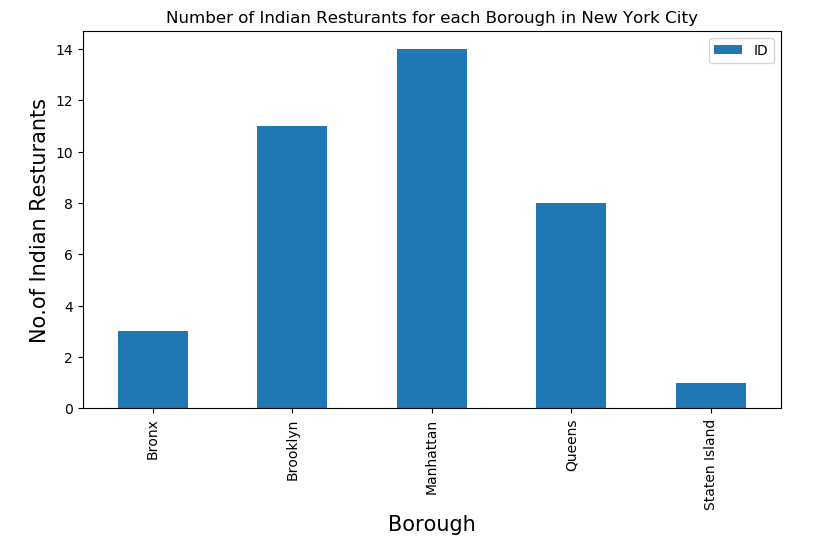 Number of Indian Resturants for each Borough in New York City
ID
No.of Indian Resturants
14
12
10
8
6
4
2
0
Bronx
Brooklyn
Manhattan
Queens
Staten Island
Borough